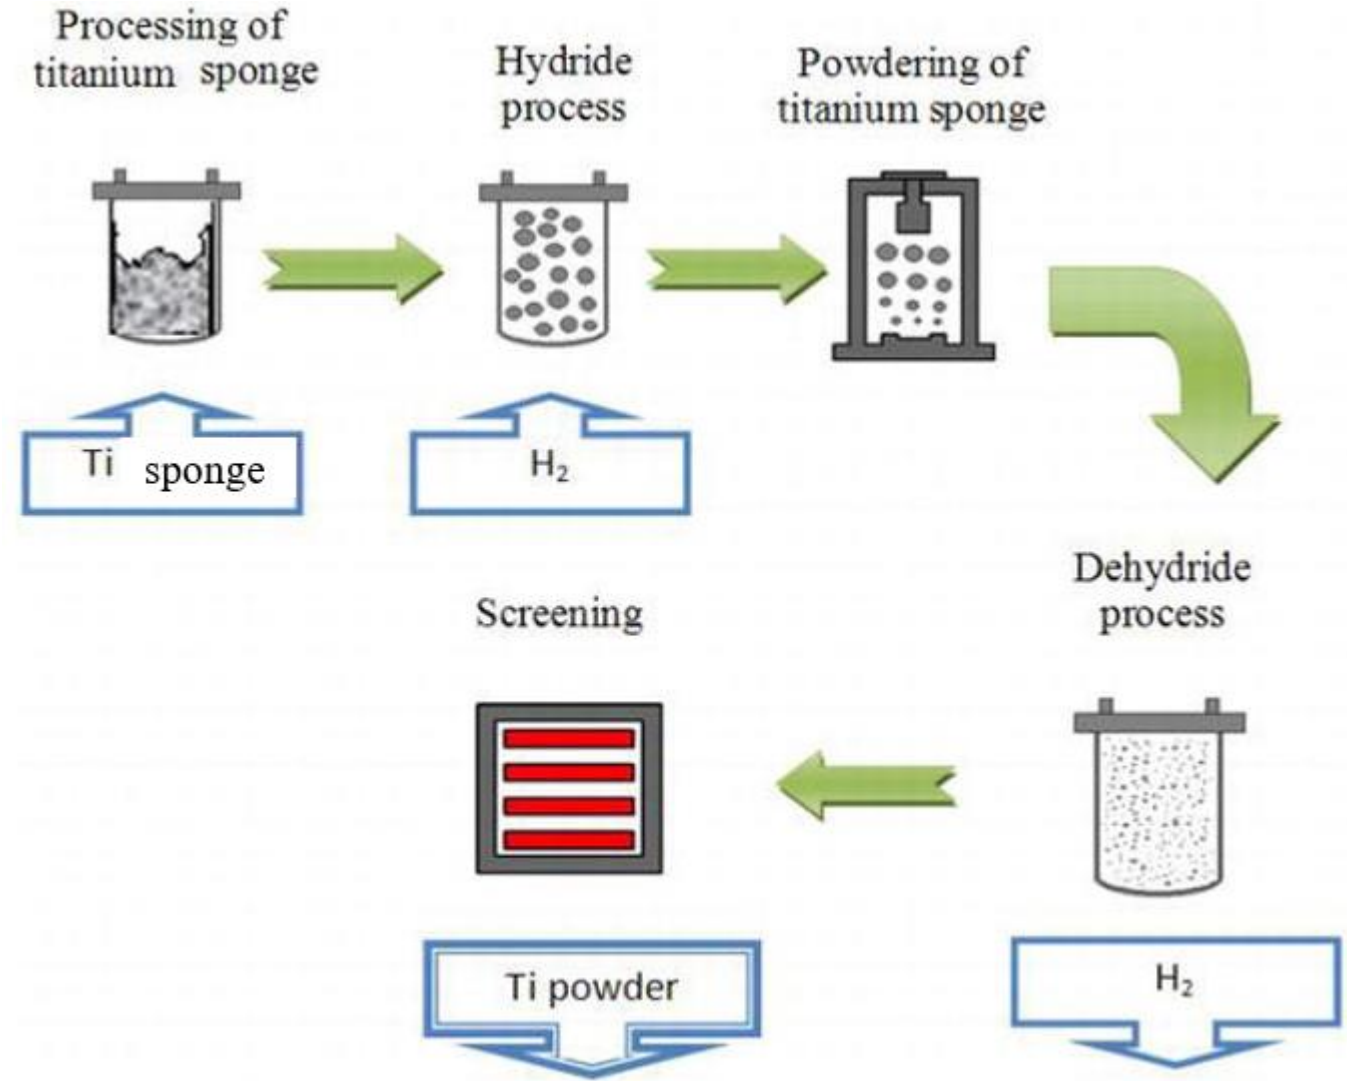 Processing of
titanium sponge
Hydride
process
Powdering of
titanium sponge
Ti sponge
H₂
Dehydride
process
Screening
Ti powder
H₂